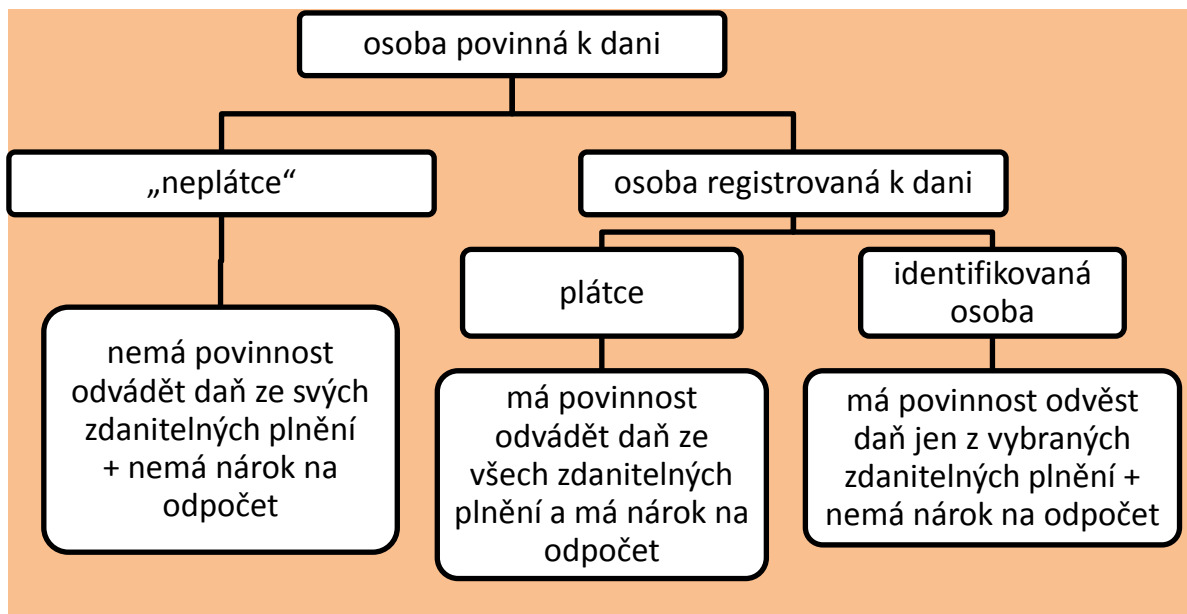 osoba povinná k dani
„neplátce“
osoba registrovaná k dani
plátce
identifikovaná
osoba
nemá povinnost
odvádět daň ze svých
zdanitelných plnění
+ nemá nárok na
odpočet
má povinnost
odvádět daň ze
všech zdanitelných
plnění a má nárok na
odpočet
má povinnost odvěst
daň jen z vybraných
zdanitelných plnění +
nemá nárok na odpočet